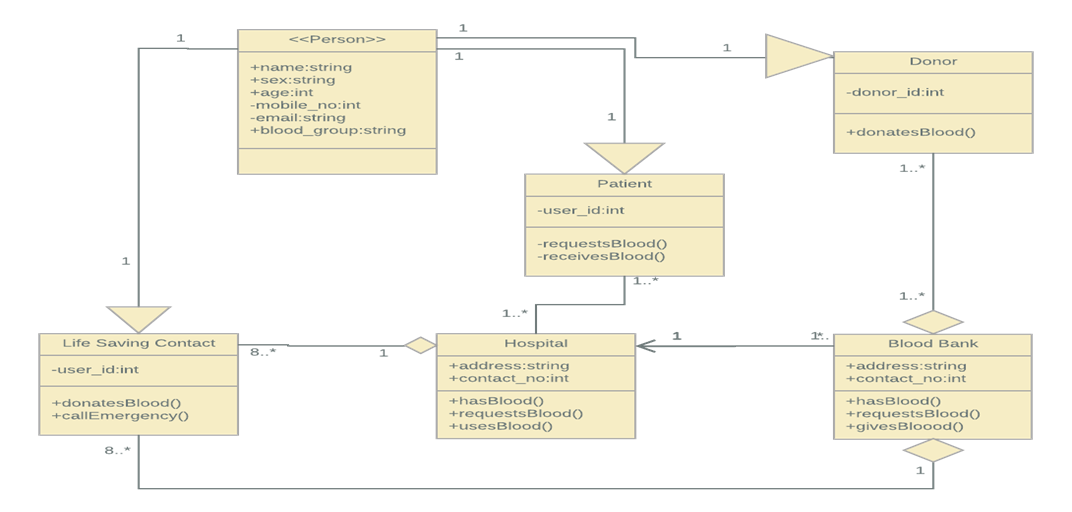 <<Person>>
+name:string
+sex:string
+age:int
-mobile_no:int
-email:string
+blood_group:string
1
1
1
1
1
1
Donor
-donor_id:int
+donatesBlood()
1..*
1..*
Patient
-user_id:int
-requestsBlood()
-receivesBlood()
1..*
1..*
Life Saving Contact
-user_id:int
+donatesBlood()
+callEmergency()
8..*
1
8..*
Hospital
+address:string
+contact_no:int
+hasBlood()
+requestsBlood()
+usesBlood()
1
1..
Blood Bank
+address:string
+contact_no:int
+hasBlood()
+requestsBlood()
+givesBloood()
1